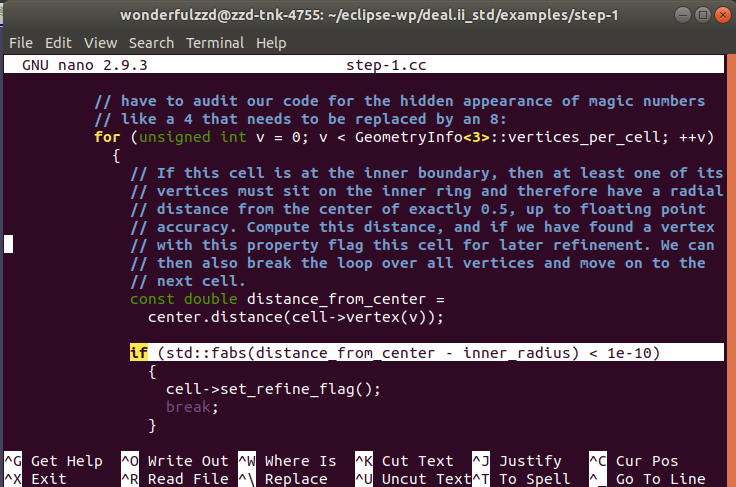 wonderfulzzd@zzd-tnk-4755: ~/eclipse-wp/deal.ii_std/examples/step-1
File Edit View Search Terminal Help
GNU nano 2.9.3 step-1.cc
// have to audit our code for the hidden appearance of magic numbers
// like a 4 that needs to be replaced by an 8:
for (unsigned int v = 0; v < GeometryInfo<3>::vertices_per_cell; ++v)
{
// If this cell is at the inner boundary, then at least one of its
// vertices must sit on the inner ring and therefore have a radial
// distance from the center of exactly 0.5, up to floating point
// accuracy. Compute this distance, and if we have found a vertex
// with this property flag this cell for later refinement. We can
// then also break the loop over all vertices and move on to the
// next cell.
const double distance_from_center =
center.distance(cell->vertex(v));
if (std::fabs(distance_from_center - inner_radius) < 1e-10)
{
cell->set_refine_flag();
break;
}
^G Get Help ^O Write Out ^W Where Is ^K Cut Text ^J Justify ^C Cur Pos
^X Exit ^R Read File ^\ Replace ^U Uncut Text ^T To Spell ^_ Go To Line